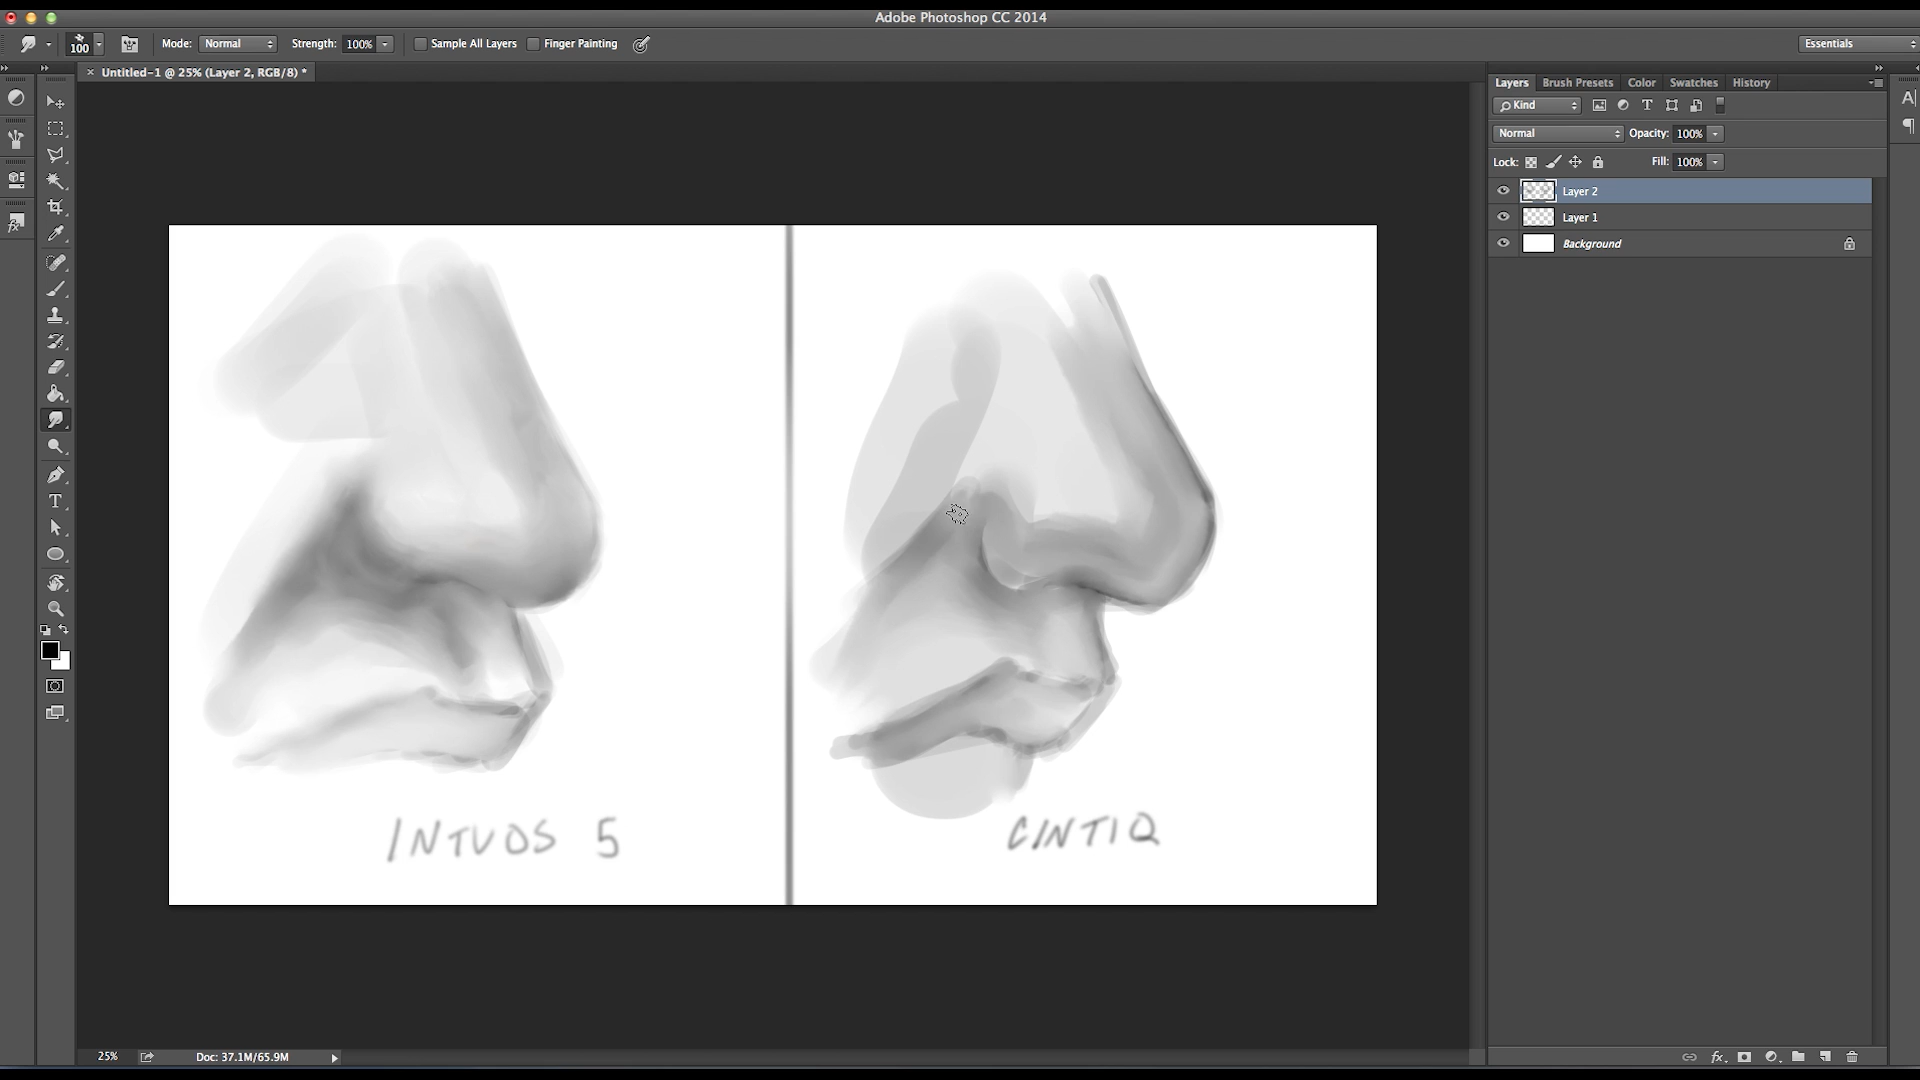 Adobe Photoshop CC 2014
100 Mode: Normal Strength: 100% Sample All Layers Finger Painting Essentials
Untitled-1 @ 25% (Layer 2, RGB/8) *
Layers Brush Presets Color Swatches History
Kind
Normal Opacity: 100%
Lock: Fill: 100%
Layer 2
Layer 1
Background
INTUOS 5
CINTIQ
25% Doc: 37.1M/65.9M